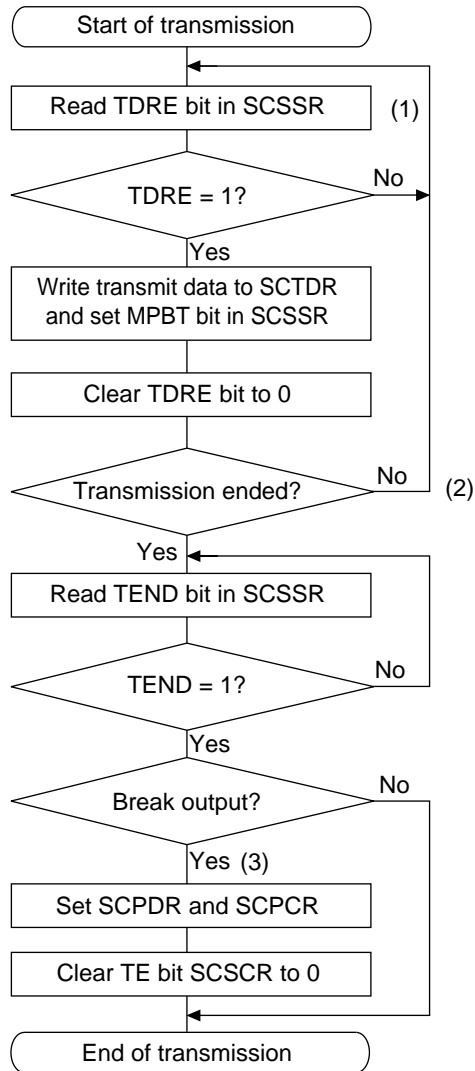 Start of transmission
Read TDRE bit in SCSSR
(1)
TDRE = 1?
No
Yes
Write transmit data to SCTDR
and set MPBT bit in SCSSR
Clear TDRE bit to 0
Transmission ended?
No
(2)
Yes
Read TEND bit in SCSSR
TEND = 1?
No
Yes
Break output?
No
Yes (3)
Set SCPDR and SCPCR
Clear TE bit SCSCR to 0
End of transmission